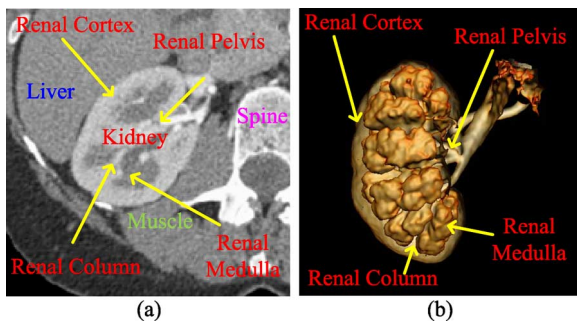 Renal Cortex
Renal Pelvis
Liver
Kidney
Spine
Muscle
Renal Column
Renal
Medulla
(a)
Renal Cortex
Renal Pelvis
Renal
Medulla
Renal Column
(b)